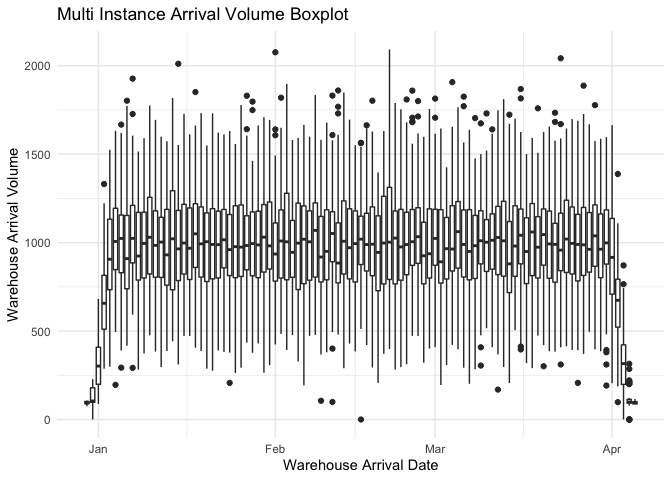 Multi Instance Arrival Volume Boxplot
Warehouse Arrival Volume
2000
1500
1000
500
0
Jan
Feb
Mar
Apr
Warehouse Arrival Date